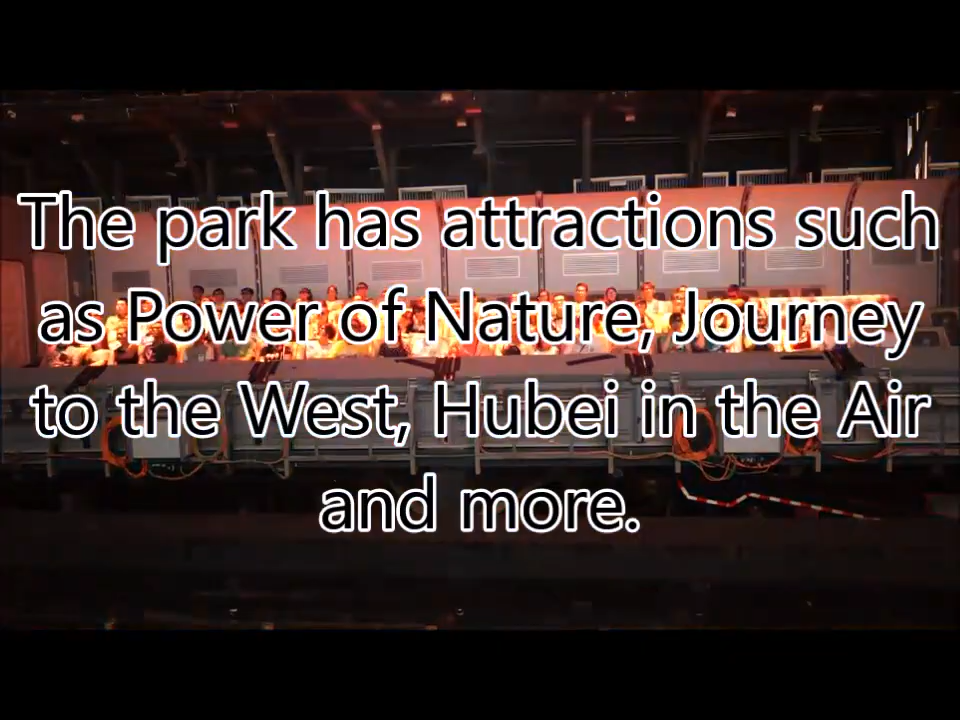 The park has attractions such
as Power of Nature, Journey
to the West, Hubei in the Air
and more.